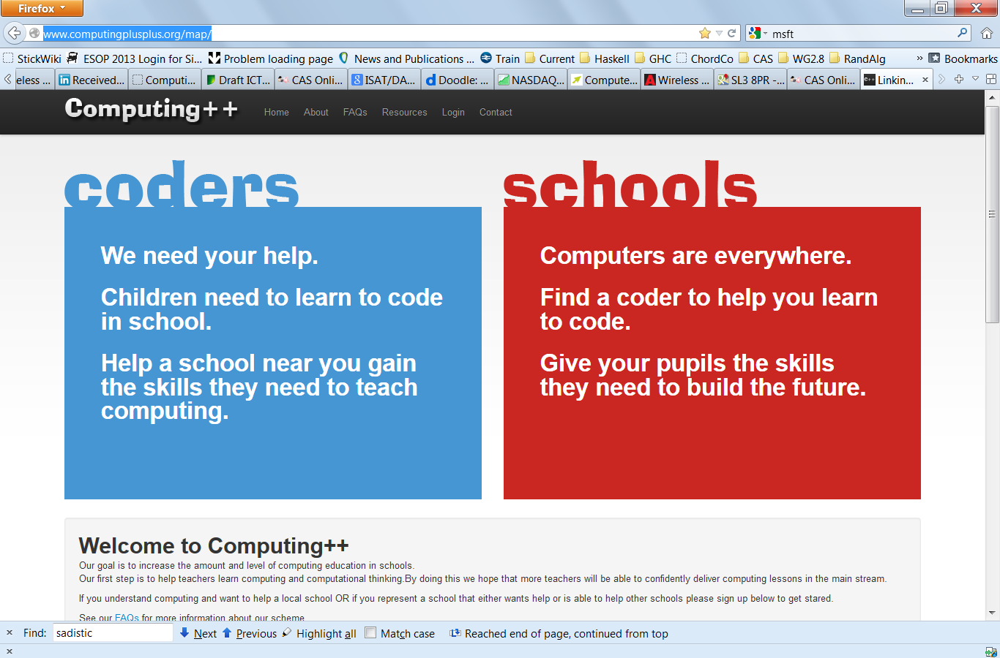 Firefox
www.computingplusplus.org/map/
msft
StickWiki ESOP 2013 Login for Si... Problem loading page News and Publications ... Train Current Haskell GHC ChordCo CAS WG2.8 RandAlg » Bookmarks
eless ... Received... Computi... Draft ICT... CAS Onli... ISAT/DA... Doodle: ... NASDAQ... Compute... Wireless ... SL3 8PR -... CAS Onli... C++ Linkin...
Computing++ Home About FAQs Resources Login Contact
coders
We need your help.
Children need to learn to code
in school.
Help a school near you gain
the skills they need to teach
computing.
schools
Computers are everywhere.
Find a coder to help you learn
to code.
Give your pupils the skills
they need to build the future.
Welcome to Computing++
Our goal is to increase the amount and level of computing education in schools.
Our first step is to help teachers learn computing and computational thinking.By doing this we hope that more teachers will be able to confidently deliver computing lessons in the main stream.
If you understand computing and want to help a local school OR if you represent a school that either wants help or is able to help other schools please sign up below to get stared.
See our FAQs for more information about our scheme
Find: sadistic Next Previous Highlight all Match case Reached end of page, continued from top